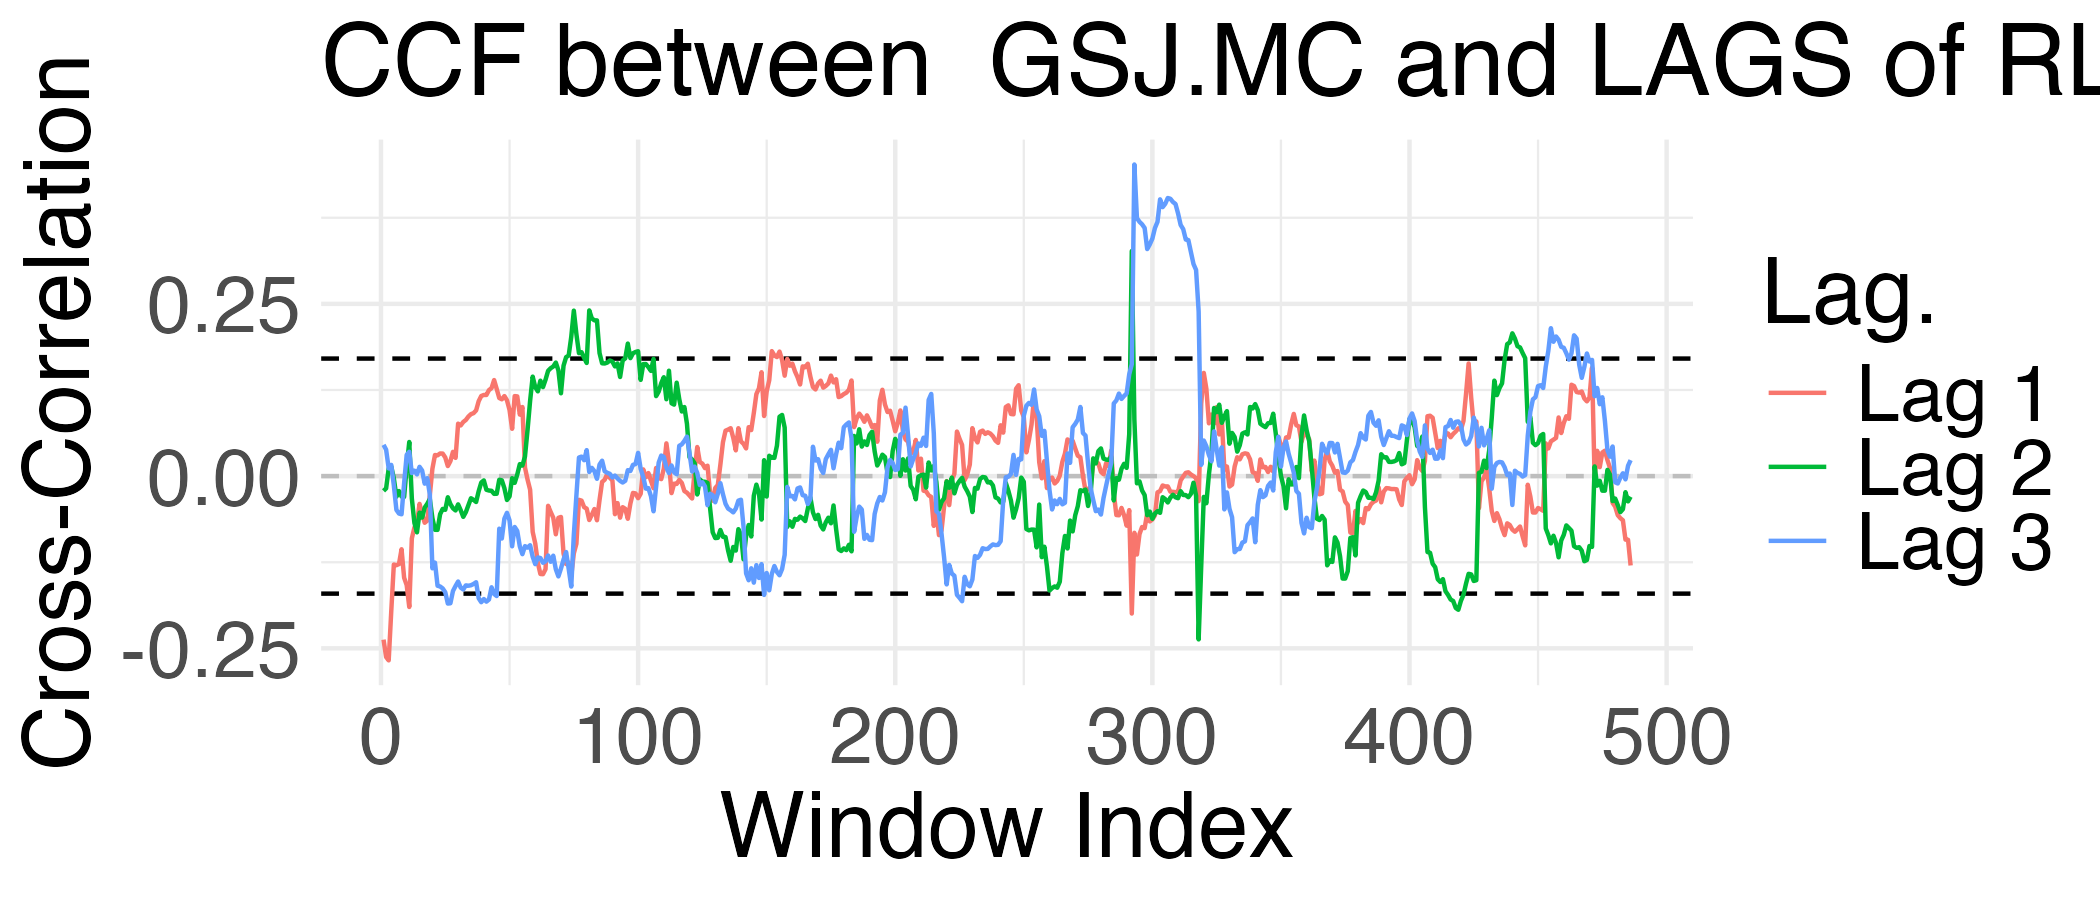 CCF between  GSJ.MC and LAGS of RL
Cross-Correlation
0.25
0.00
-0.25
0 100 200 300 400 500
Window Index
Lag.
Lag 1
Lag 2
Lag 3